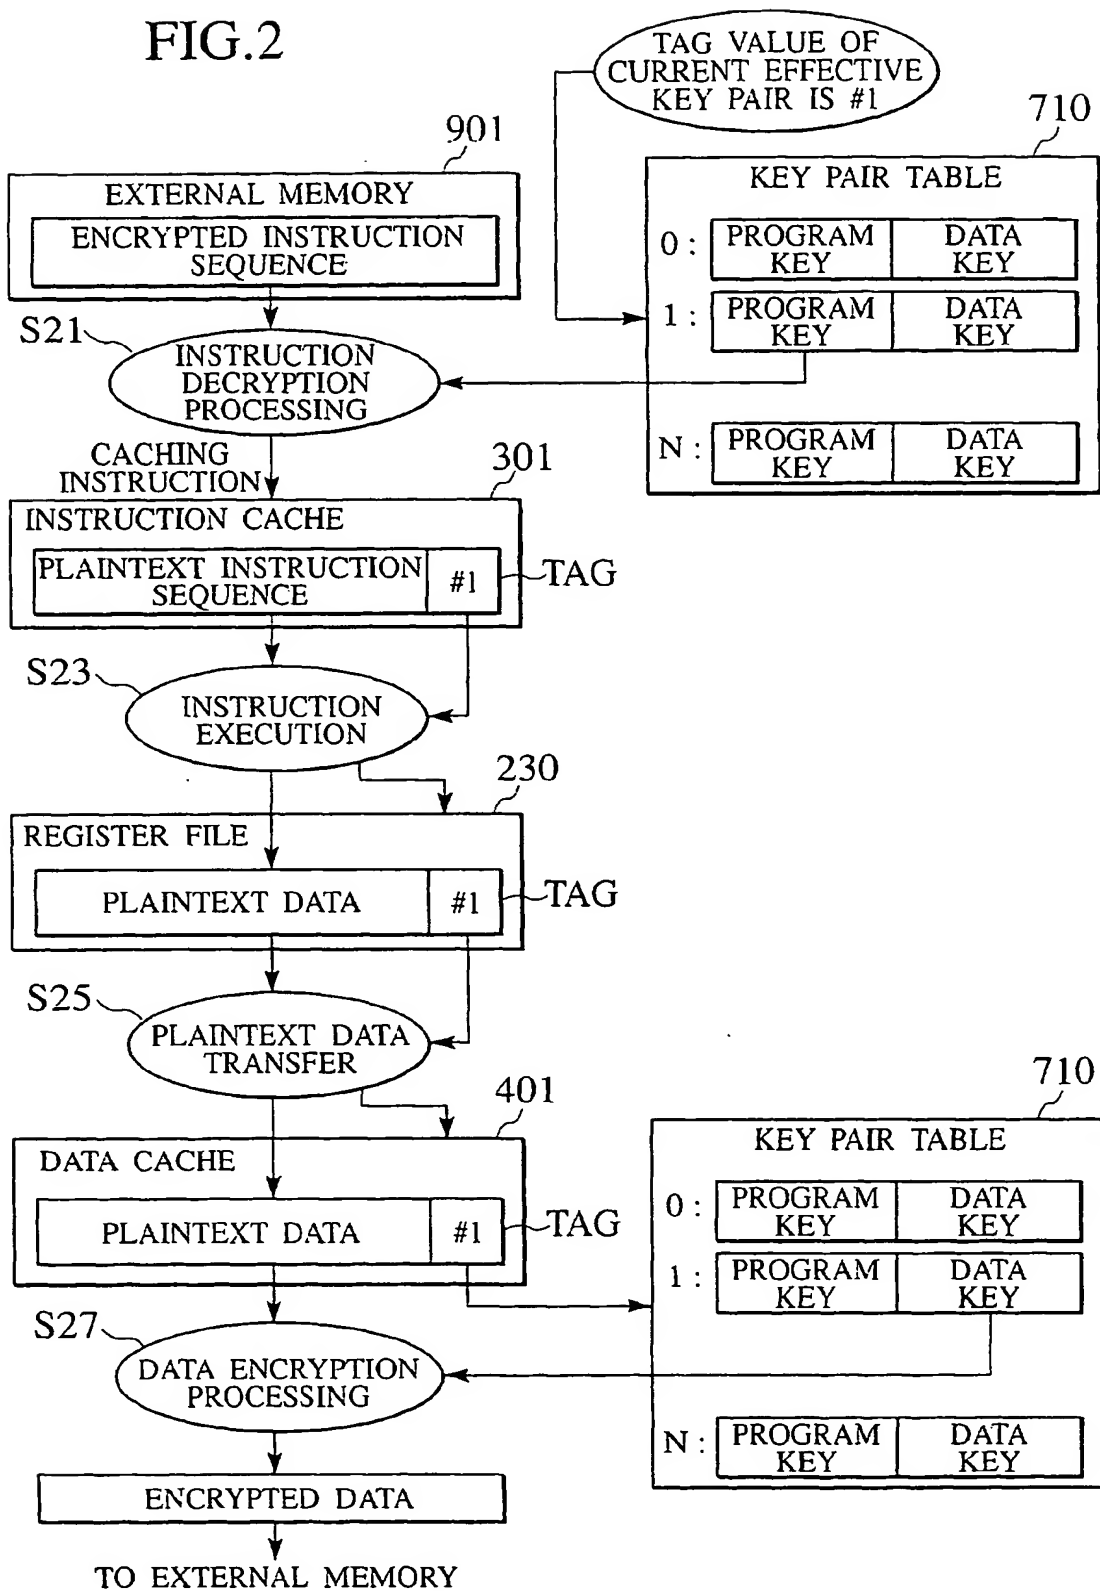 FIG.2
TAG VALUE OF
CURRENT EFFECTIVE
KEY PAIR IS #1
901
EXTERNAL MEMORY
ENCRYPTED INSTRUCTION
SEQUENCE
710
KEY PAIR TABLE
0 : PROGRAM KEY DATA KEY
1 : PROGRAM KEY DATA KEY
N : PROGRAM KEY DATA KEY
S21
INSTRUCTION
DECRYPTION
PROCESSING
CACHING
INSTRUCTION
301
INSTRUCTION CACHE
PLAINTEXT INSTRUCTION
SEQUENCE
#1
TAG
S23
INSTRUCTION
EXECUTION
230
REGISTER FILE
PLAINTEXT DATA #1 TAG
S25
PLAINTEXT DATA
TRANSFER
401
DATA CACHE
PLAINTEXT DATA #1 TAG
710
KEY PAIR TABLE
0 : PROGRAM KEY DATA KEY
1 : PROGRAM KEY DATA KEY
N : PROGRAM KEY DATA KEY
S27
DATA ENCRYPTION
PROCESSING
ENCRYPTED DATA
TO EXTERNAL MEMORY